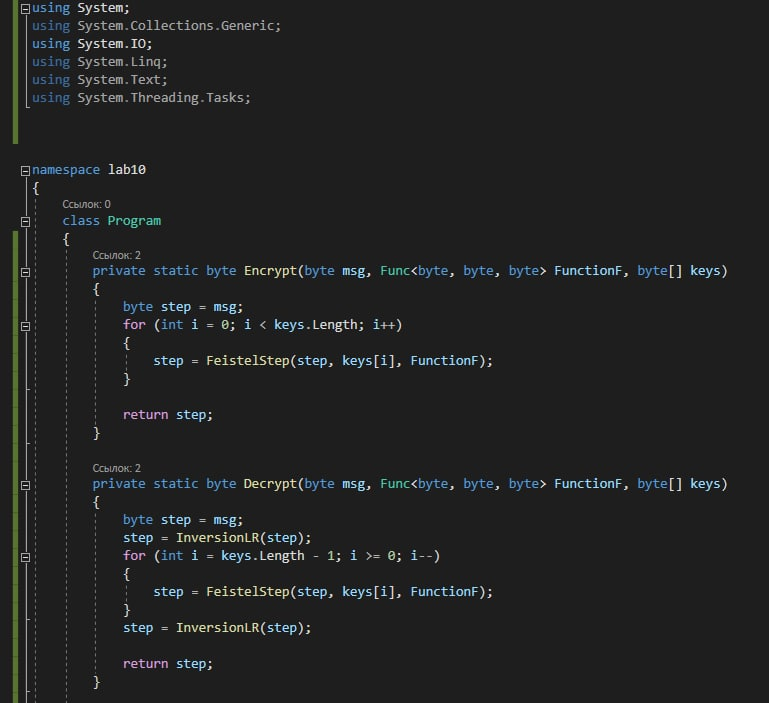 using System;
using System.Collections.Generic;
using System.IO;
using System.Linq;
using System.Text;
using System.Threading.Tasks;
namespace lab10
{
Ссылок: 0
class Program
{
Ссылок: 2
private static byte Encrypt(byte msg, Func<byte, byte, byte> FunctionF, byte[] keys)
{
byte step = msg;
for (int i = 0; i < keys.Length; i++)
{
step = FeistelStep(step, keys[i], FunctionF);
}
return step;
}
Ссылок: 2
private static byte Decrypt(byte msg, Func<byte, byte, byte> FunctionF, byte[] keys)
{
byte step = msg;
step = InversionLR(step);
for (int i = keys.Length - 1; i >= 0; i--)
{
step = FeistelStep(step, keys[i], FunctionF);
}
step = InversionLR(step);
return step;
}